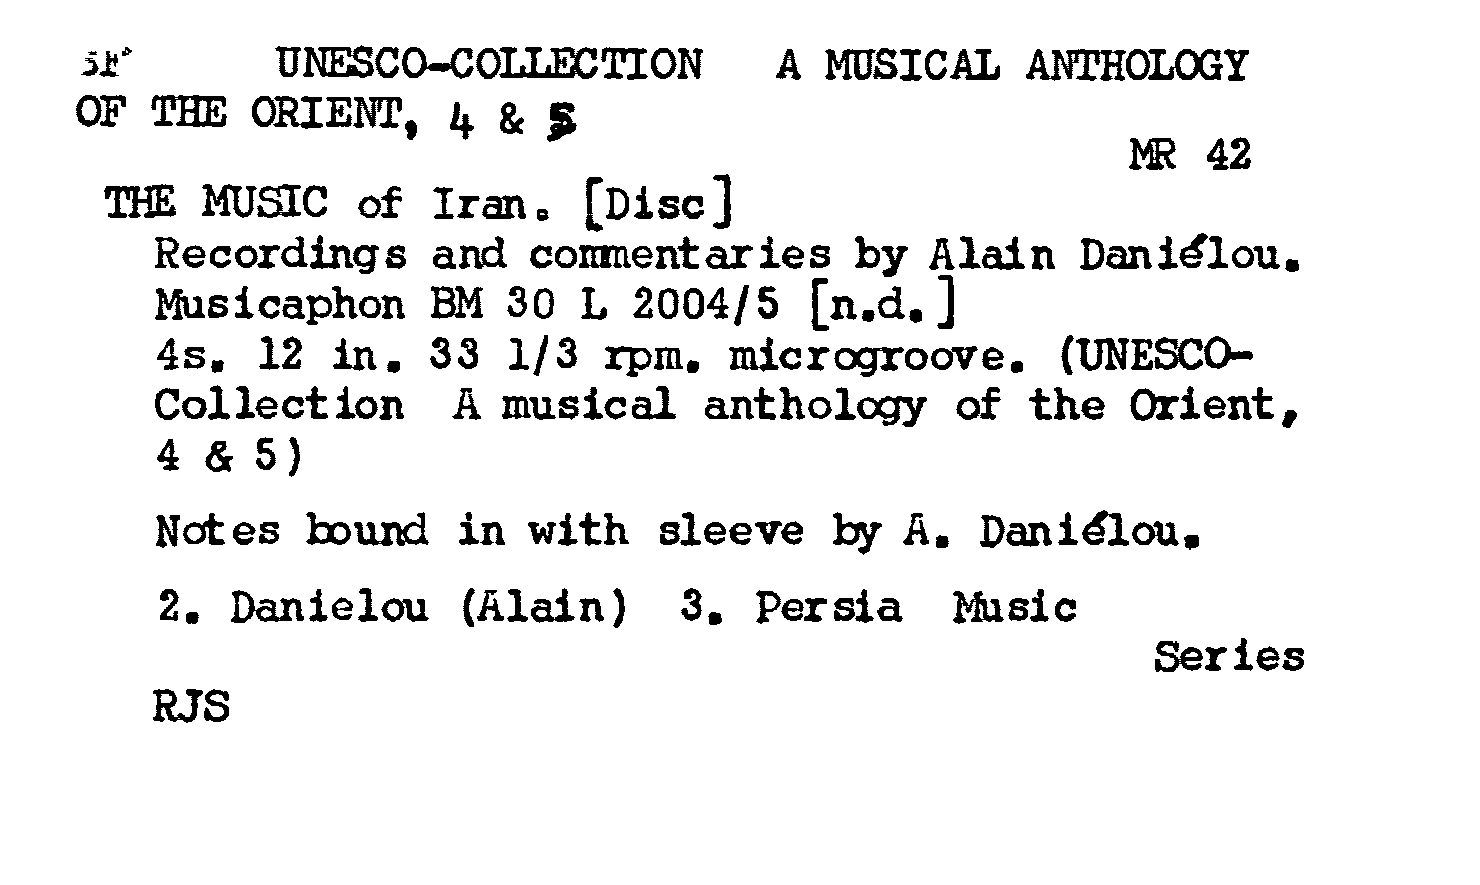 UNESCO-COLLECTION A MUSICAL ANTHOLOGY
OF THE ORIENT, 4 & 5
MR 42
THE MUSIC of Iran. [Disc]
Recordings and commentaries by Alain Daniélou.
Musicaphon BM 30 L 2004/5 [n.d.]
4s. 12 in. 33 1/3 rpm. microgroove. (UNESCO-
Collection A musical anthology of the Orient,
4 & 5)
Notes bound in with sleeve by A. Daniélou.
2. Danielou (Alain) 3. Persia Music
Series
RJS